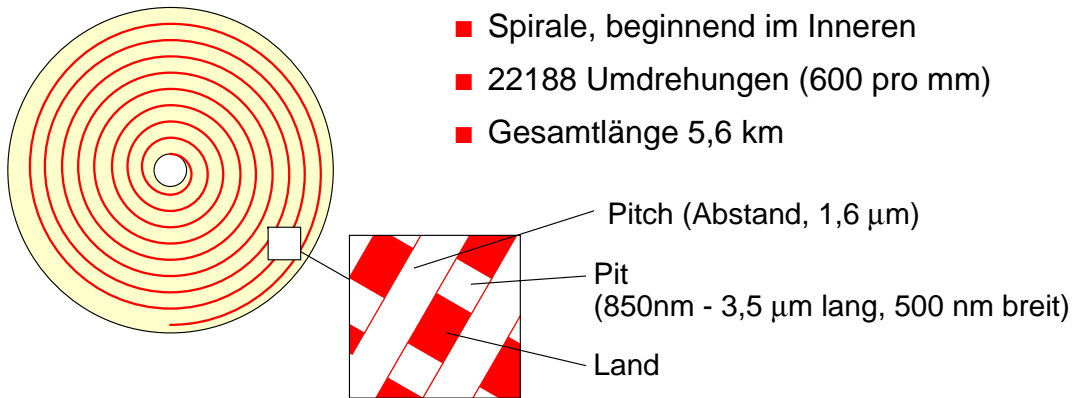 Spirale, beginnend im Inneren
22188 Umdrehungen (600 pro mm)
Gesamtlänge 5,6 km
Pitch (Abstand, 1,6 μm)
Pit
(850nm - 3,5 μm lang, 500 nm breit)
Land